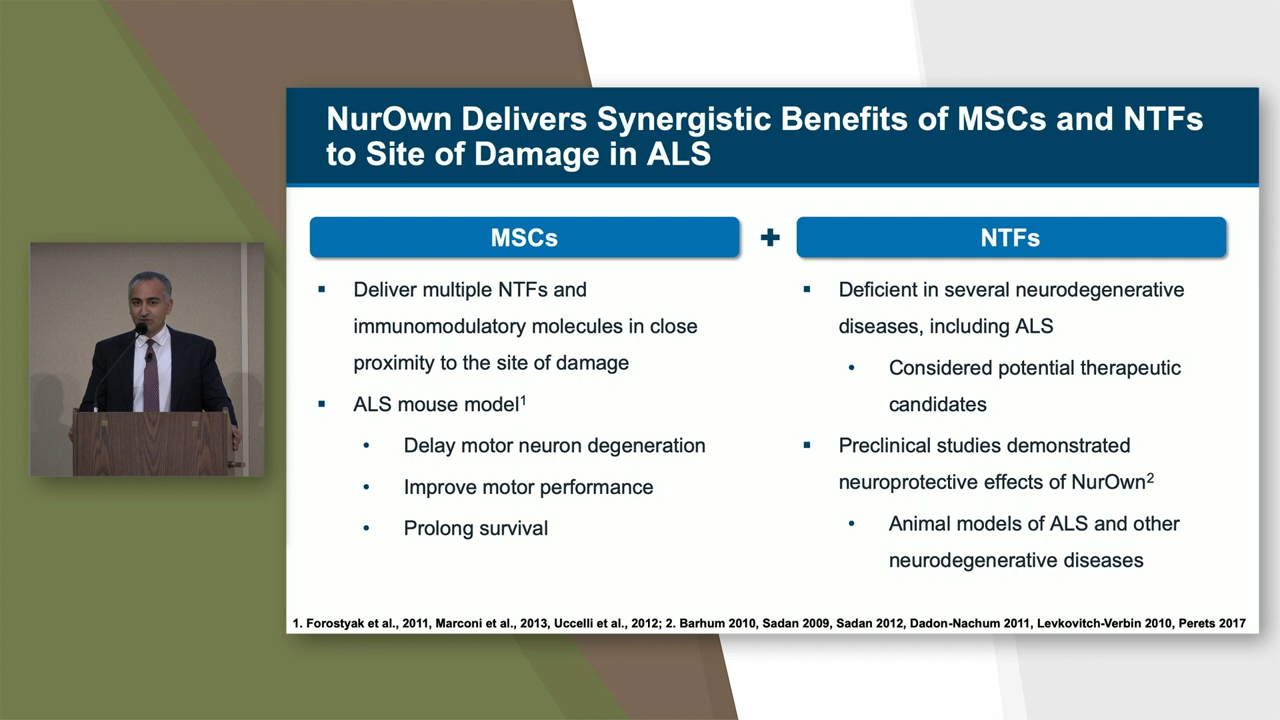 NurOwn Delivers Synergistic Benefits of MSCs and NTFs
to Site of Damage in ALS
MSCs
+
NTFs
▪ Deliver multiple NTFs and
immunomodulatory molecules in close
proximity to the site of damage
▪ ALS mouse model¹
• Delay motor neuron degeneration
• Improve motor performance
• Prolong survival
▪ Deficient in several neurodegenerative
diseases, including ALS
• Considered potential therapeutic
candidates
▪ Preclinical studies demonstrated
neuroprotective effects of NurOwn²
• Animal models of ALS and other
neurodegenerative diseases
1. Forostyak et al., 2011, Marconi et al., 2013, Uccelli et al., 2012; 2. Barhum 2010, Sadan 2009, Sadan 2012, Dadon-Nachum 2011, Levkovitch-Verbin 2010, Perets 2017